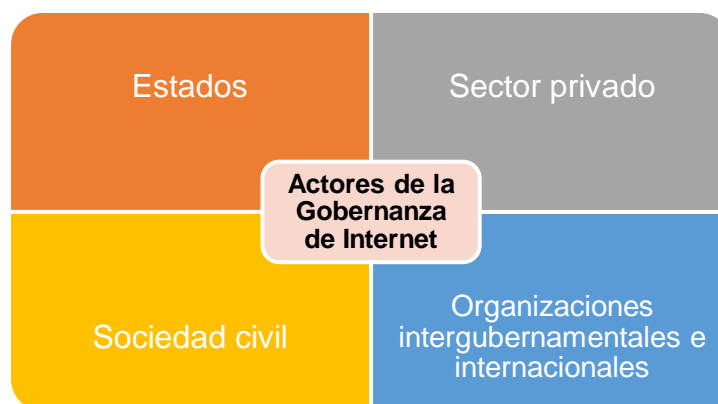 Estados
Sector privado
Actores de la
Gobernanza
de Internet
Sociedad civil
Organizaciones
intergubernamentales e
internacionales